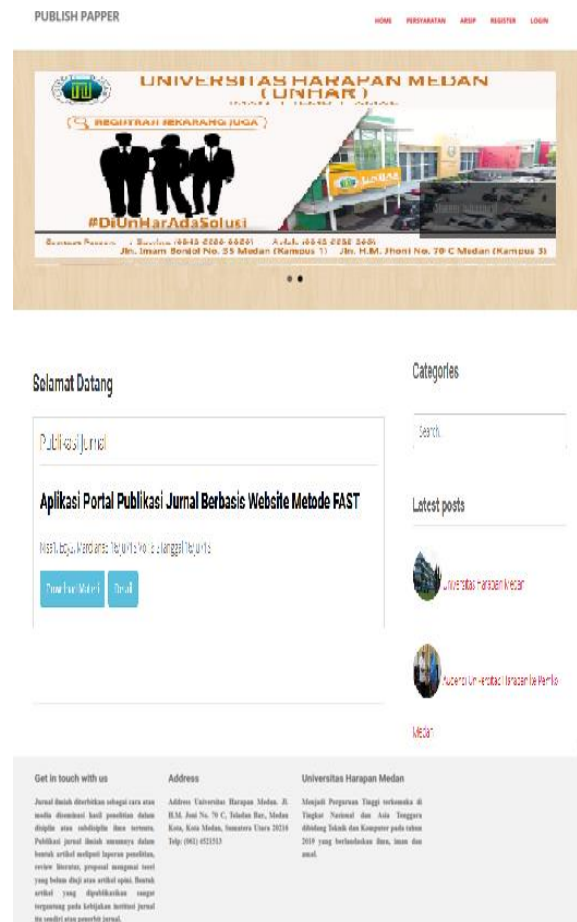 PUBLISH PAPPER
HOME PERSYARATAN ARSIP REGISTER LOGIN
UNIVERSITAS HARAPAN MEDAN
(UNHAR)
REGISTRASI SEKARANG JUGA
#DiUnHarAdaSolusi
Jln. Imam Bonjol No. 35 Medan (Kampus 1) Jln. H.M. Jhoni No. 70 C Medan (Kampus 3)
Selamat Datang
Publikasi Jurnal
Aplikasi Portal Publikasi Jurnal Berbasis Website Metode FAST
Download Materi Detail
Categories
Search..
Latest posts
Universitas Harapan Medan
Audensi Universitas Harapan ke Pemko
Medan
Get in touch with us
Jurnal ilmiah diterbitkan sebagai cara atau
media diseminasi hasil penelitian dalam
disiplin atau subdisiplin ilmu tertentu.
Publikasi jurnal ilmiah umumnya dalam
bentuk artikel meliputi laporan penelitian,
review literatur, proposal mengenai teori
yang belum diuji atau artikel opini. Bentuk
artikel yang dipublikasikan sangat
tergantung pada kebijakan institusi jurnal
itu sendiri atau penerbit jurnal.
Address
Address Universitas Harapan Medan. Jl.
H.M. Joni No. 70 C, Teladan Bar., Medan
Kota, Kota Medan, Sumatera Utara 20216
Telp: (061) 4523513
Universitas Harapan Medan
Menjadi Perguruan Tinggi terkemuka di
Tingkat Nasional dan Asia Tenggara
dibidang Teknik dan Komputer pada tahun
2039 yang berlandaskan ilmu, iman dan
amal.